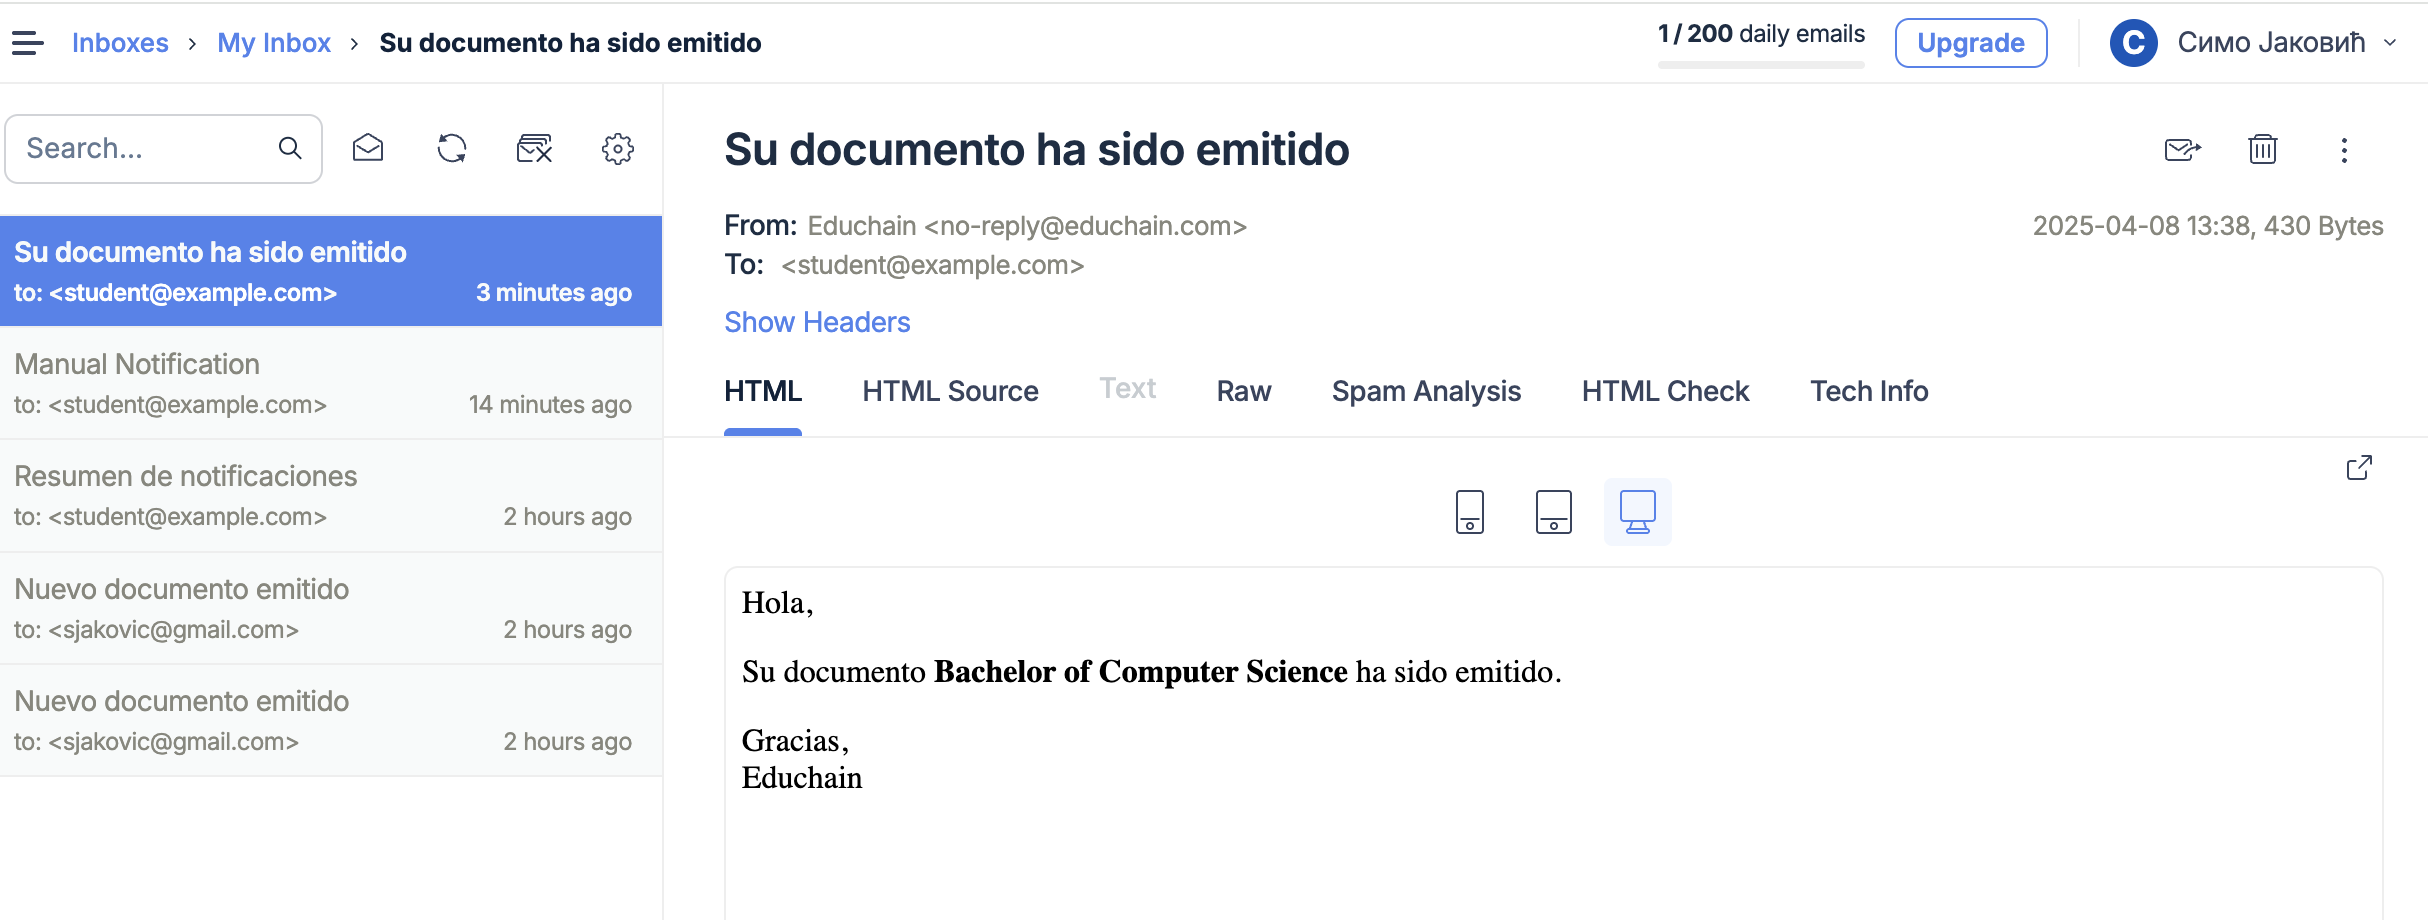 Inboxes › My Inbox › Su documento ha sido emitido
1 / 200 daily emails
Upgrade
C
Симо Јаковић
Search...
Su documento ha sido emitido
to: <student@example.com> 3 minutes ago
Manual Notification
to: <student@example.com> 14 minutes ago
Resumen de notificaciones
to: <student@example.com> 2 hours ago
Nuevo documento emitido
to: <sjakovic@gmail.com> 2 hours ago
Nuevo documento emitido
to: <sjakovic@gmail.com> 2 hours ago
Su documento ha sido emitido
From: Educhain <no-reply@educhain.com>
2025-04-08 13:38, 430 Bytes
To: <student@example.com>
Show Headers
HTML HTML Source Text Raw Spam Analysis HTML Check Tech Info
Hola,
Su documento Bachelor of Computer Science ha sido emitido.
Gracias,
Educhain